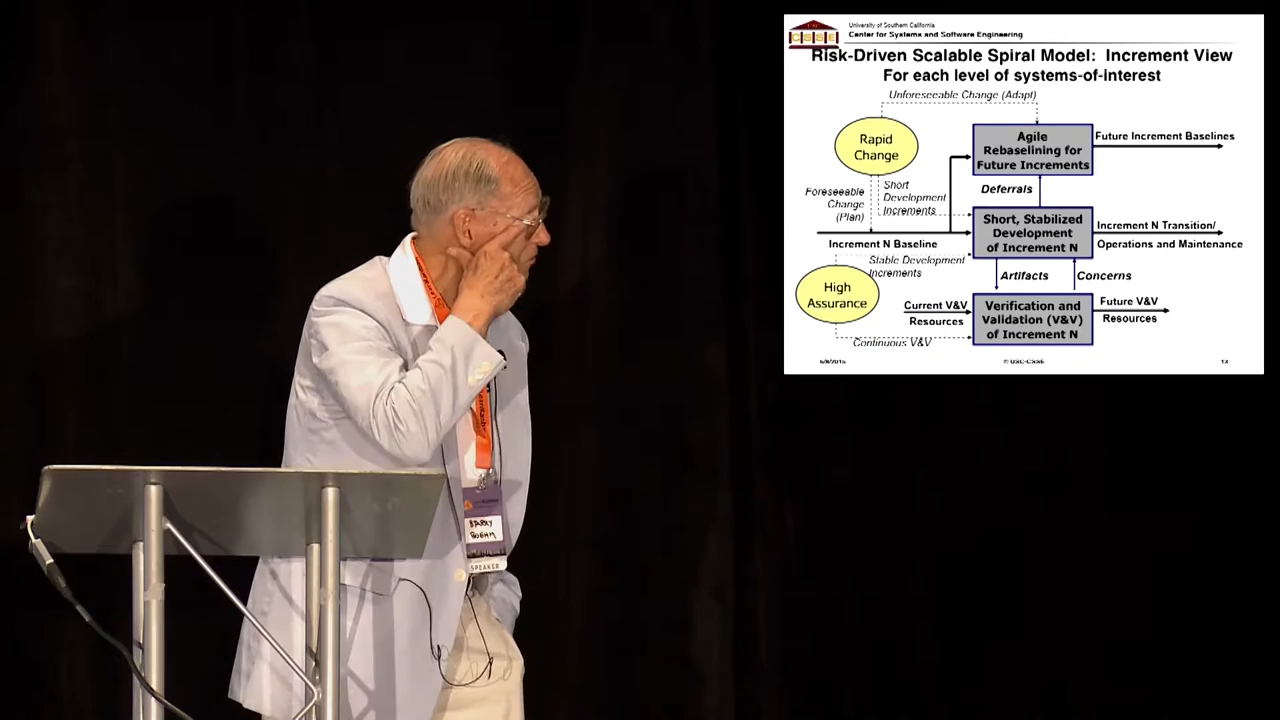 University of Southern California
Center for Systems and Software Engineering
CSSE
Risk-Driven Scalable Spiral Model: Increment View
For each level of systems-of-interest
Unforeseeable Change (Adapt)
Rapid
Change
Agile
Rebaselining for
Future Increments
Future Increment Baselines
Foreseeable
Change
(Plan)
Short
Development
Increments
Deferrals
Increment N Baseline
Short, Stabilized
Development
of Increment N
Increment N Transition/
Operations and Maintenance
Stable Development
Increments
Artifacts
Concerns
High
Assurance
Current V&V
Resources
Verification and
Validation (V&V)
of Increment N
Future V&V
Resources
Continuous V&V
© USC-CSSE
13
BARRY
BOEHM
SPEAKER